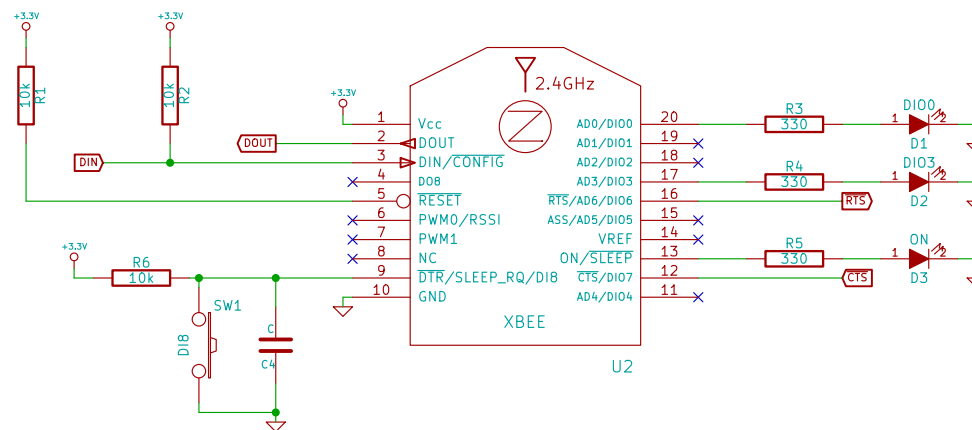 +3.3V
+3.3V
10k
R1
10k
R2
+3.3V
2.4GHz
DOUT
DIN
1 Vcc
2 DOUT
3 DIN/CONFIG
4 DO8
5 RESET
6 PWM0/RSSI
7 PWM1
8 NC
9 DTR/SLEEP_RQ/DI8
10 GND
AD0/DIO0 20
AD1/DIO1 19
AD2/DIO2 18
AD3/DIO3 17
RTS/AD6/DIO6 16
ASS/AD5/DIO5 15
VREF 14
ON/SLEEP 13
CTS/DIO7 12
AD4/DIO4 11
XBEE
U2
R3
330
DIO0
1 2
D1
R4
330
DIO3
1 2
D2
RTS
R5
330
ON
1 2
D3
CTS
+3.3V
R6
10k
SW1
DI8
C
C4